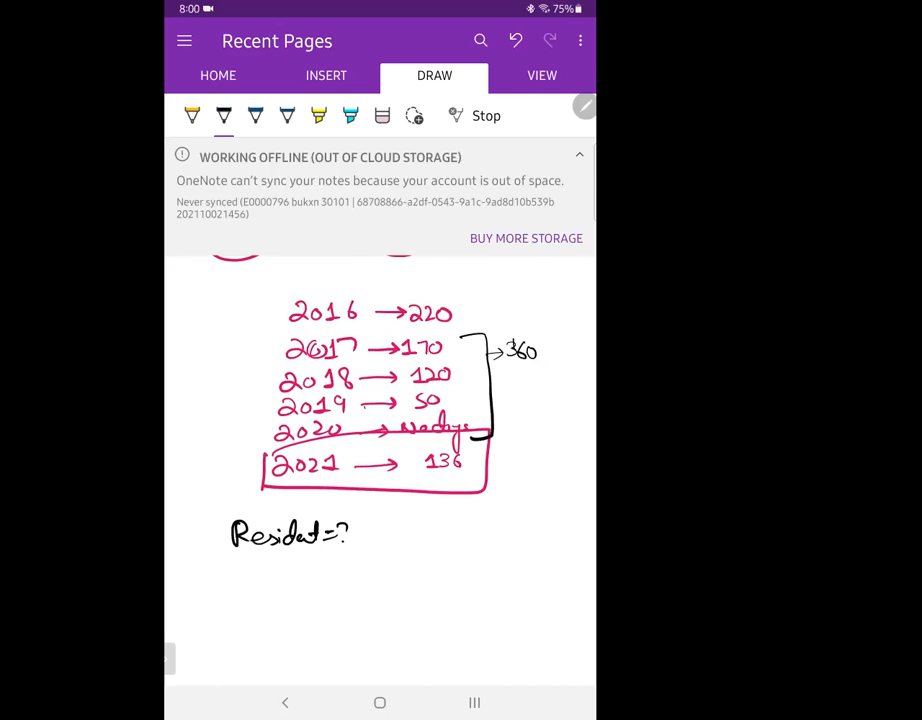 8:00 75%
Recent Pages
HOME INSERT DRAW VIEW
Stop
WORKING OFFLINE (OUT OF CLOUD STORAGE)
OneNote can't sync your notes because your account is out of space.
Never synced (E0000796 bukxn 30101 | 68708866-a2df-0543-9a1c-9ad8d10b539b
202110021456)
BUY MORE STORAGE
2016 → 220
2017 → 170 → 360
2018 → 120
2019 → 50
2020 →
2021 → 136
Resident = ?